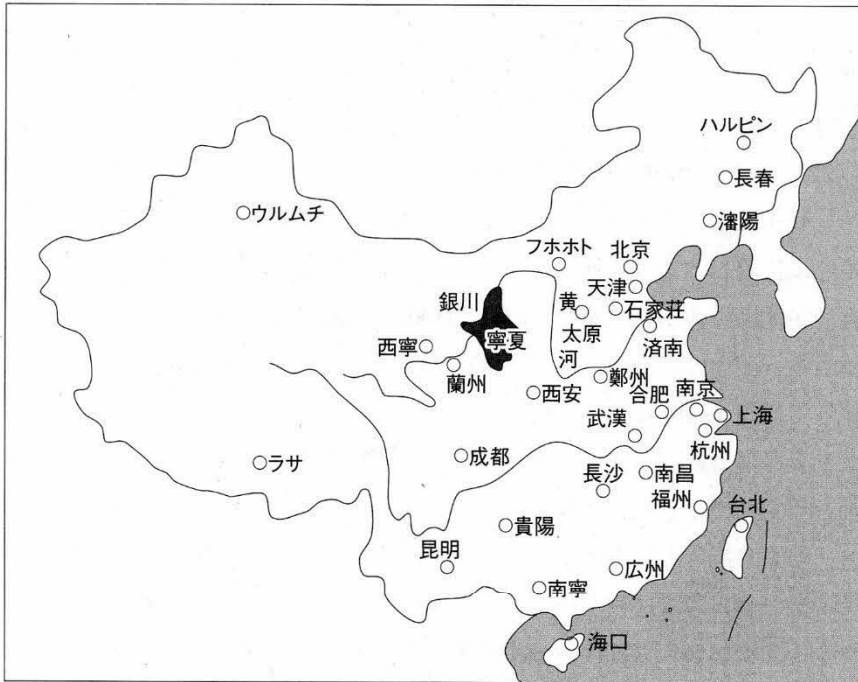 ハルピン
長春
瀋陽
ウルムチ
フホホト
北京
天津
銀川
黄
石家荘
太原
寧夏
済南
西寧
河
蘭州
鄭州
西安
合肥
南京
上海
武漢
杭州
成都
ラサ
長沙
南昌
福州
台北
貴陽
昆明
広州
南寧
海口